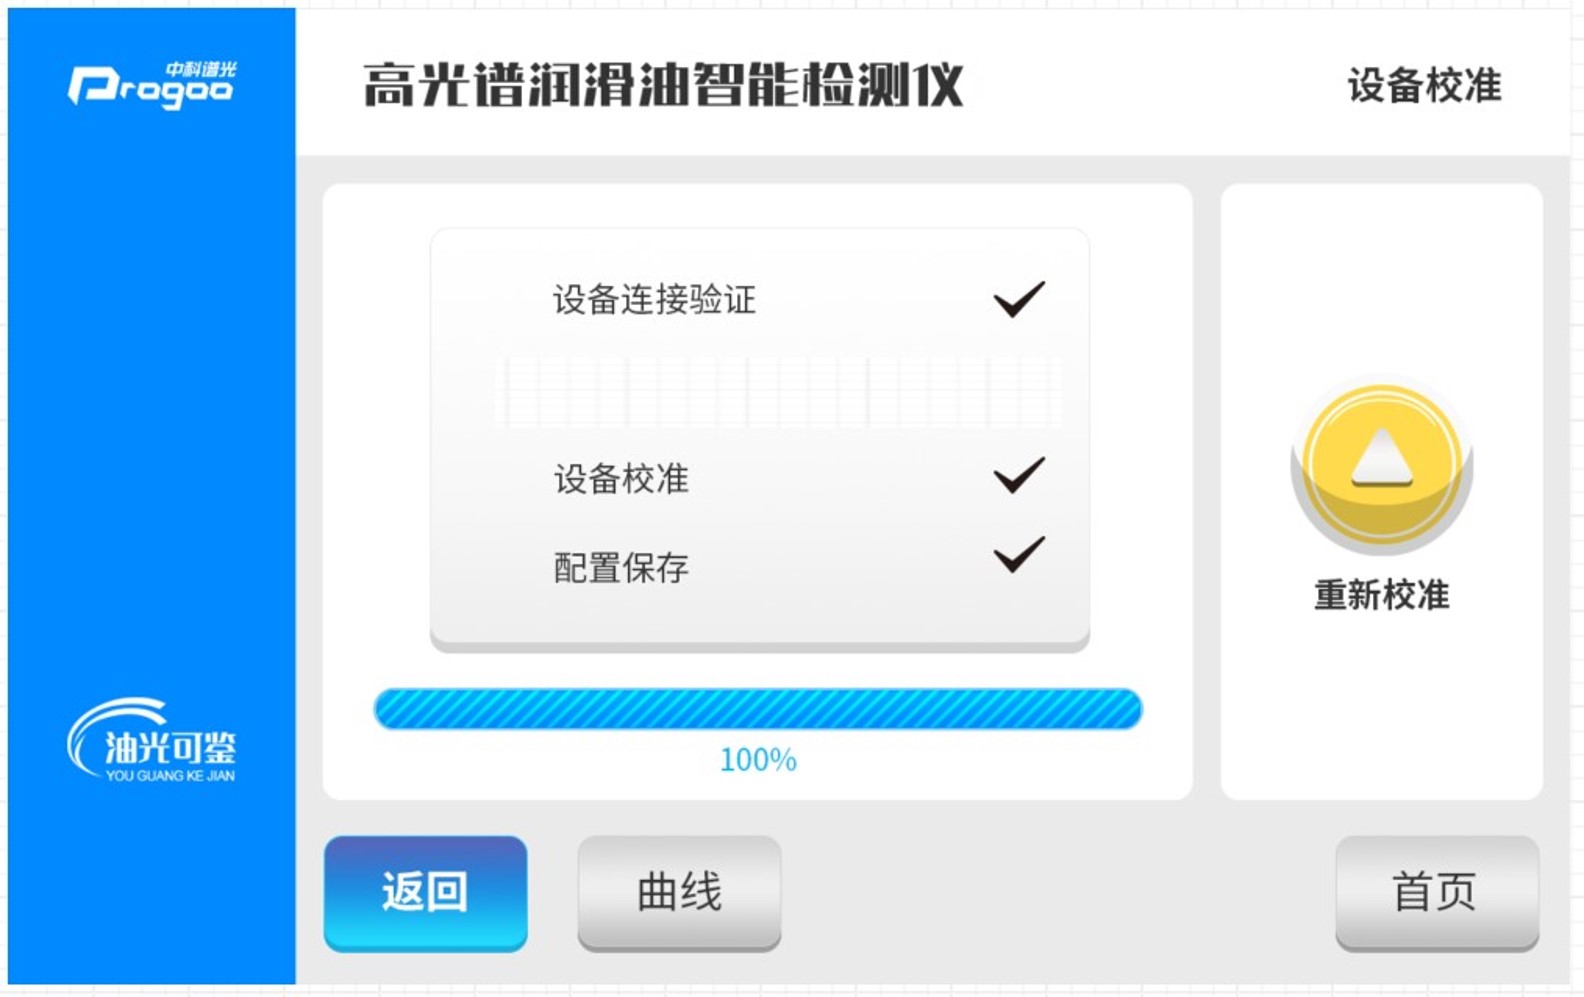 中科谱光
Progoo
高光谱润滑油智能检测仪
设备校准
设备连接验证
设备校准
配置保存
100%
重新校准
油光可鉴
YOU GUANG KE JIAN
返回
曲线
首页